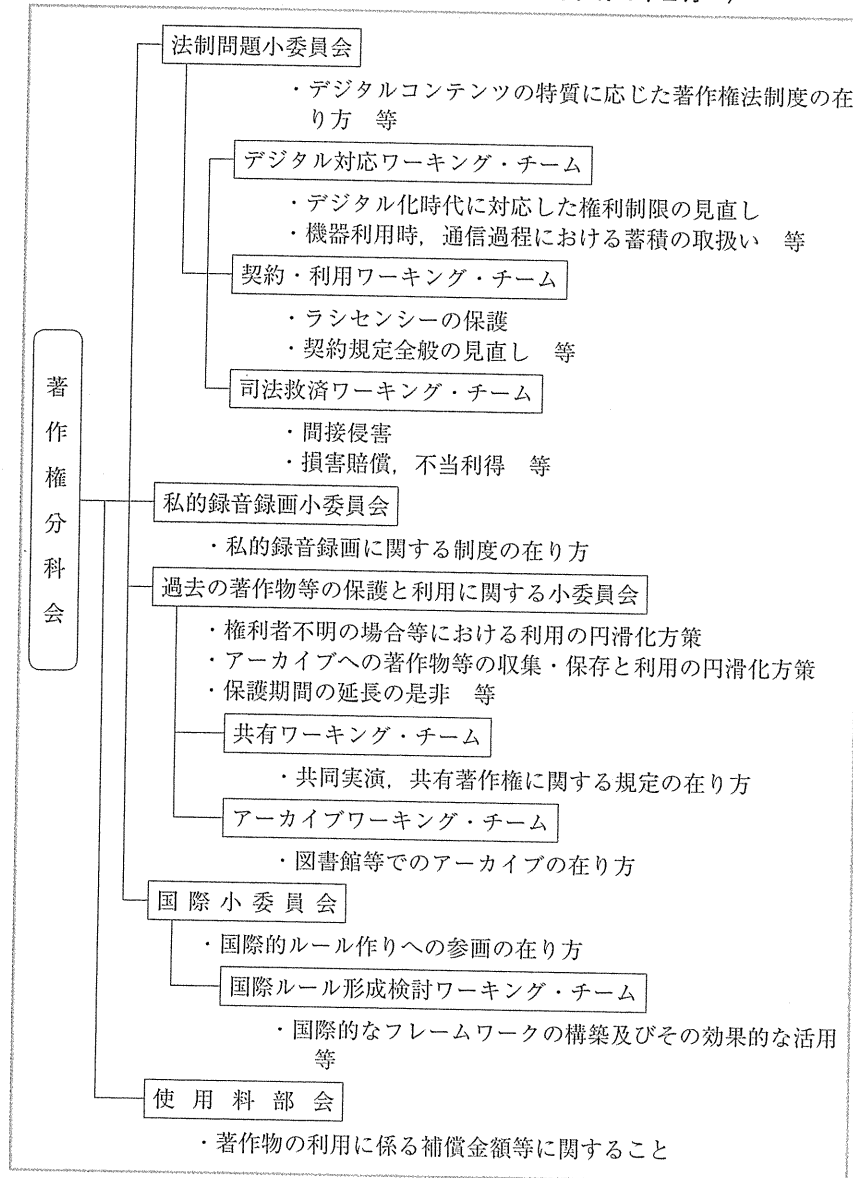 法制問題小委員会
・デジタルコンテンツの特質に応じた著作権法制度の在
り方 等
デジタル対応ワーキング・チーム
・デジタル化時代に対応した権利制限の見直し
・機器利用時,通信過程における蓄積の取扱い 等
契約・利用ワーキング・チーム
・ラシセンシーの保護
・契約規定全般の見直し 等
司法救済ワーキング・チーム
・間接侵害
・損害賠償,不当利得 等
著作権分科会
私的録音録画小委員会
・私的録音録画に関する制度の在り方
過去の著作物等の保護と利用に関する小委員会
・権利者不明の場合等における利用の円滑化方策
・アーカイブへの著作物等の収集・保存と利用の円滑化方策
・保護期間の延長の是非 等
共有ワーキング・チーム
・共同実演,共有著作権に関する規定の在り方
アーカイブワーキング・チーム
・図書館等でのアーカイブの在り方
国際小委員会
・国際的ルール作りへの参画の在り方
国際ルール形成検討ワーキング・チーム
・国際的なフレームワークの構築及びその効果的な活用
等
使用料部会
・著作物の利用に係る補償金額等に関すること